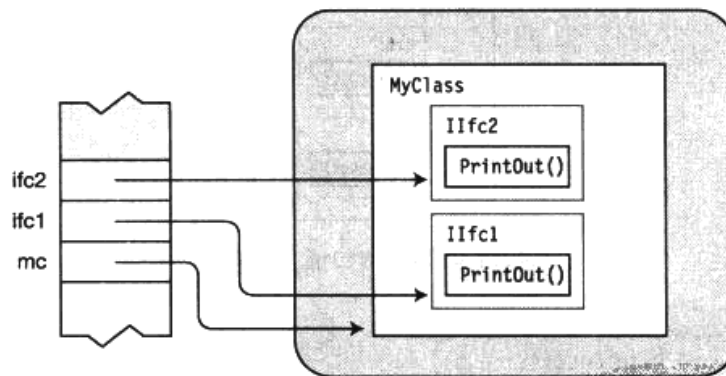 MyClass
IIfc2
PrintOut()
ifc2
ifc1
IIfc1
mc
PrintOut()